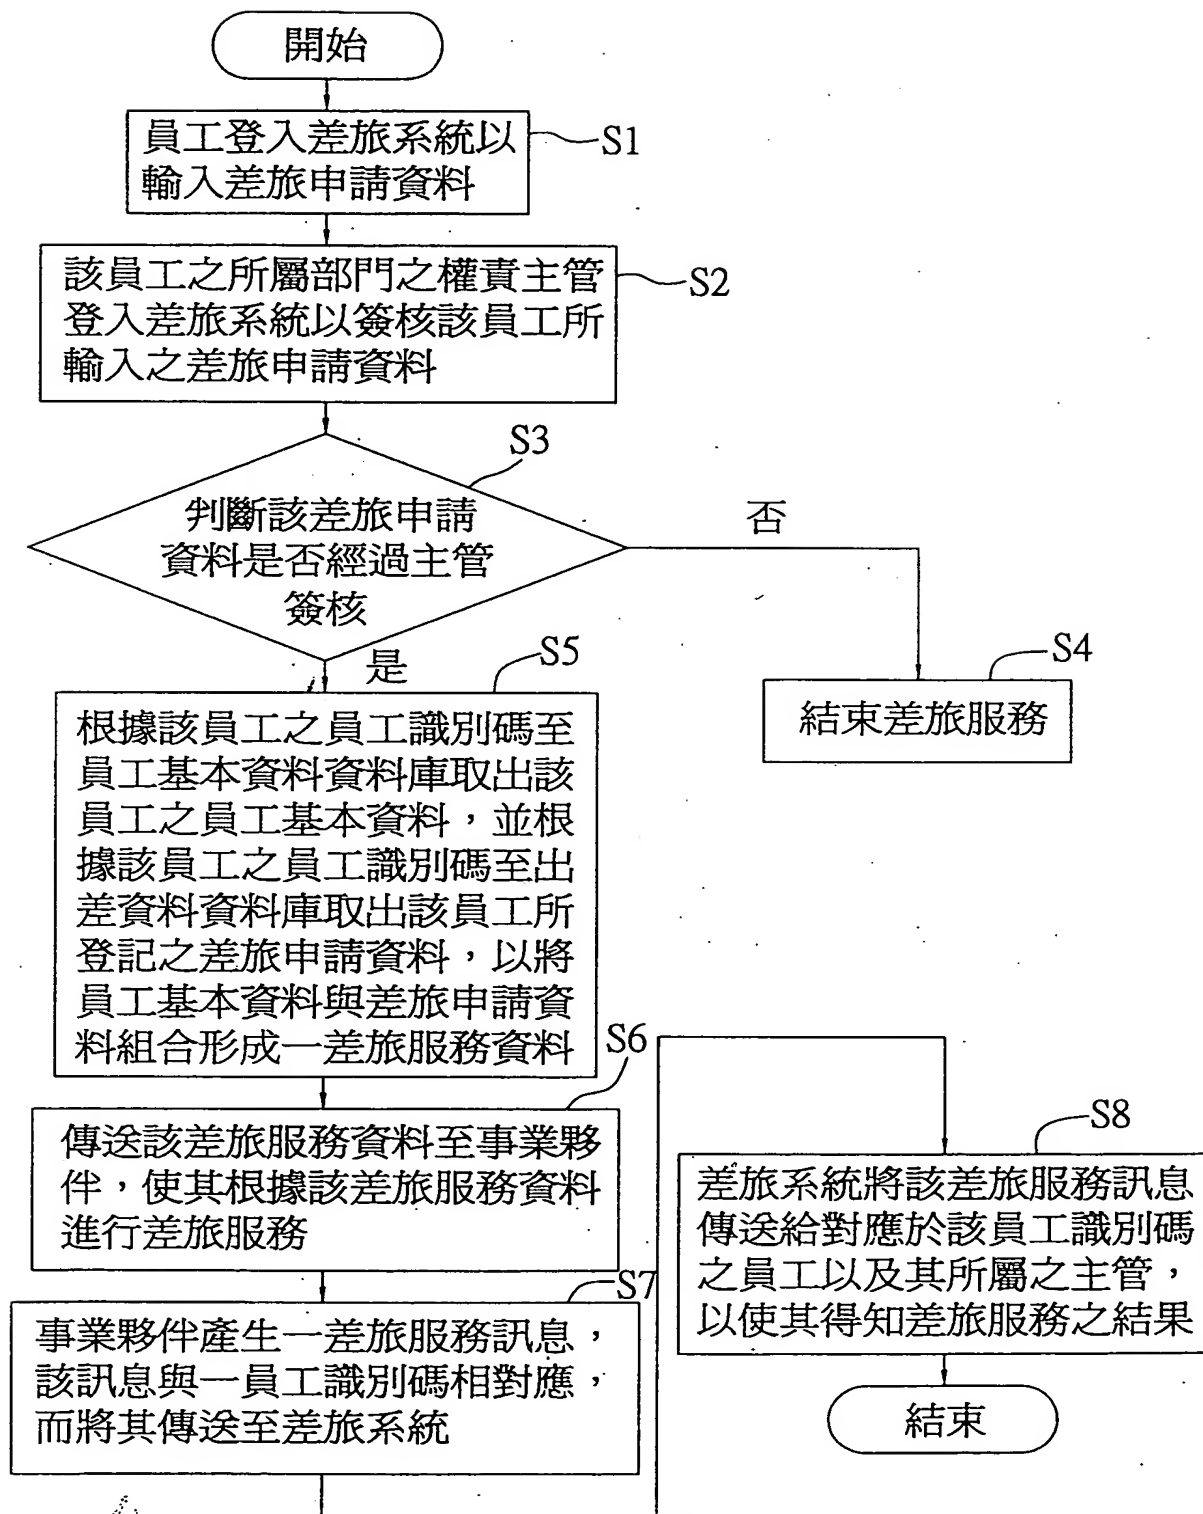 開始
員工登入差旅系統以
輸入差旅申請資料
S1
該員工之所屬部門之權責主管
登入差旅系統以簽核該員工所
輸入之差旅申請資料
S2
S3
判斷該差旅申請
資料是否經過主管
簽核
否
是
S4
結束差旅服務
S5
根據該員工之員工識別碼至
員工基本資料資料庫取出該
員工之員工基本資料，並根
據該員工之員工識別碼至出
差資料資料庫取出該員工所
登記之差旅申請資料，以將
員工基本資料與差旅申請資
料組合形成一差旅服務資料
S6
傳送該差旅服務資料至事業夥
伴，使其根據該差旅服務資料
進行差旅服務
S7
事業夥伴產生一差旅服務訊息，
該訊息與一員工識別碼相對應，
而將其傳送至差旅系統
S8
差旅系統將該差旅服務訊息
傳送給對應於該員工識別碼
之員工以及其所屬之主管，
以使其得知差旅服務之結果
結束